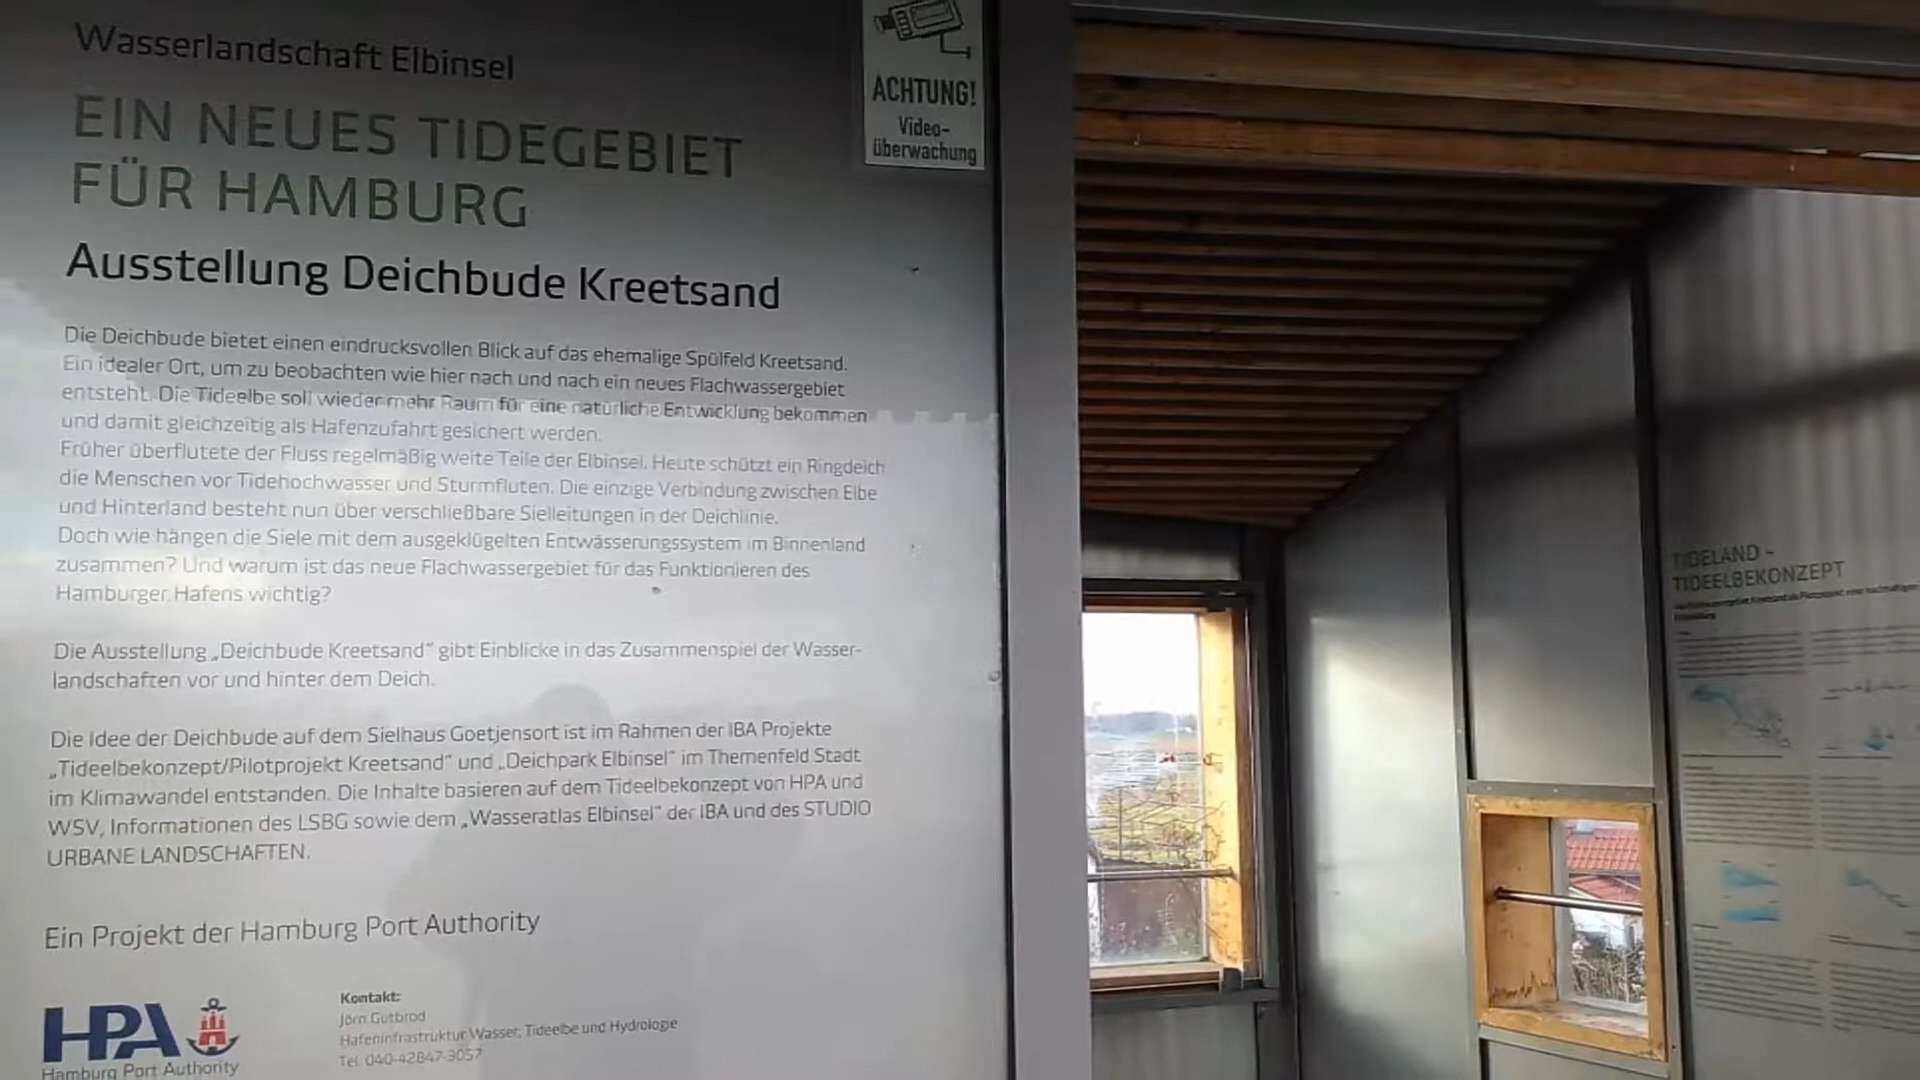 Wasserlandschaft Elbinsel
EIN NEUES TIDEGEBIET
FÜR HAMBURG
Ausstellung Deichbude Kreetsand
Die Deichbude bietet einen eindrucksvollen Blick auf das ehemalige Spülfeld Kreetsand.
Ein idealer Ort, um zu beobachten wie hier nach und nach ein neues Flachwassergebiet
entsteht. Die Tideelbe soll wieder mehr Raum für eine natürliche Entwicklung bekommen
und damit gleichzeitig als Hafenzufahrt gesichert werden.
Früher überflutete der Fluss regelmäßig weite Teile der Elbinsel. Heute schützt ein Ringdeich
die Menschen vor Tidehochwasser und Sturmfluten. Die einzige Verbindung zwischen Elbe
und Hinterland besteht nun über verschließbare Sielleitungen in der Deichlinie.
Doch wie hängen die Siele mit dem ausgeklügelten Entwässerungssystem im Binnenland
zusammen? Und warum ist das neue Flachwassergebiet für das Funktionieren des
Hamburger Hafens wichtig?
Die Ausstellung „Deichbude Kreetsand“ gibt Einblicke in das Zusammenspiel der Wasser-
landschaften vor und hinter dem Deich.
Die Idee der Deichbude auf dem Sielhaus Goetjensort ist im Rahmen der IBA Projekte
„Tideelbekonzept/Pilotprojekt Kreetsand“ und „Deichpark Elbinsel“ im Themenfeld Stadt
im Klimawandel entstanden. Die Inhalte basieren auf dem Tideelbekonzept von HPA und
WSV, Informationen des LSBG sowie dem „Wasseratlas Elbinsel“ der IBA und des STUDIO
URBANE LANDSCHAFTEN.
Ein Projekt der Hamburg Port Authority
HPA
Hamburg Port Authority
Kontakt:
Jörn Gutbrod
Hafeninfrastruktur Wasser, Tideelbe und Hydrologie
Tel. 040-42847-3057
ACHTUNG!
Video-
überwachung
TIDELAND -
TIDEELBEKONZEPT